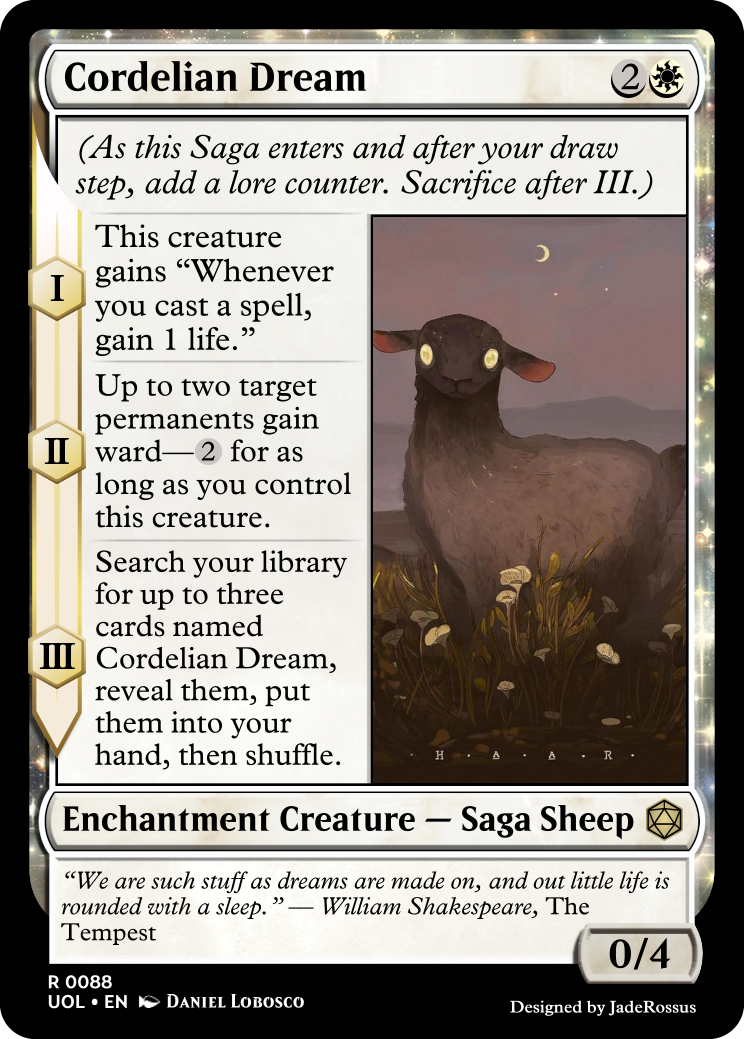 Cordelian Dream 2
(As this Saga enters and after your draw
step, add a lore counter. Sacrifice after III.)
I
This creature
gains “Whenever
you cast a spell,
gain 1 life.”
II
Up to two target
permanents gain
ward—2 for as
long as you control
this creature.
III
Search your library
for up to three
cards named
Cordelian Dream,
reveal them, put
them into your
hand, then shuffle.
· H · A · A · R ·
Enchantment Creature — Saga Sheep
“We are such stuff as dreams are made on, and out little life is
rounded with a sleep.” — William Shakespeare, The
Tempest
0/4
R 0088
UOL • EN Daniel Lobosco
Designed by JadeRossus